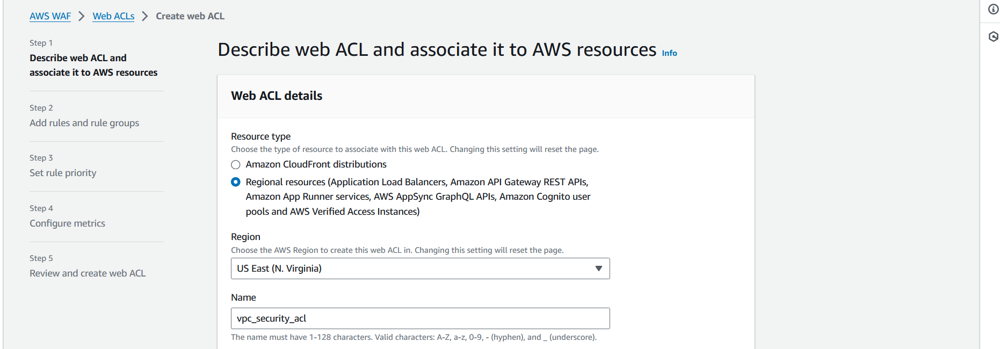 AWS WAF > Web ACLs > Create web ACL
Step 1
Describe web ACL and
associate it to AWS resources
Step 2
Add rules and rule groups
Step 3
Set rule priority
Step 4
Configure metrics
Step 5
Review and create web ACL
Describe web ACL and associate it to AWS resources Info
Web ACL details
Resource type
Choose the type of resource to associate with this web ACL. Changing this setting will reset the page.
Amazon CloudFront distributions
Regional resources (Application Load Balancers, Amazon API Gateway REST APIs,
Amazon App Runner services, AWS AppSync GraphQL APIs, Amazon Cognito user
pools and AWS Verified Access Instances)
Region
Choose the AWS Region to create this web ACL in. Changing this setting will reset the page.
US East (N. Virginia)
Name
vpc_security_acl
The name must have 1-128 characters. Valid characters: A-Z, a-z, 0-9, - (hyphen), and _ (underscore).